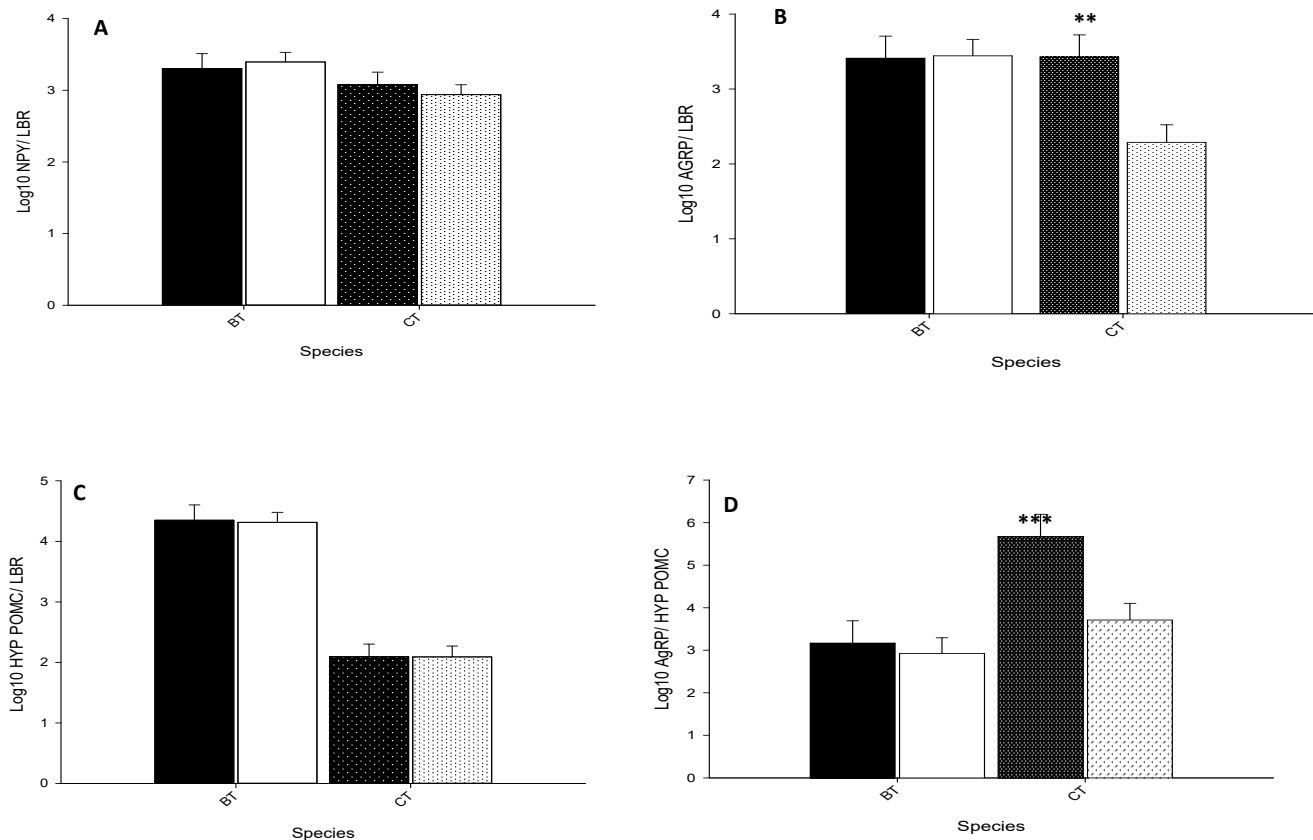 A
Log10 NPY/ LBR
4
3
2
1
0
BT
CT
Species
B
**
Log10 AGRP/ LBR
4
3
2
1
0
BT
CT
Species
C
Log10 HYP POMC/ LBR
5
4
3
2
1
0
BT
CT
Species
D
***
Log10 AgRP/ HYP POMC
7
6
5
4
3
2
1
0
BT
CT
Species